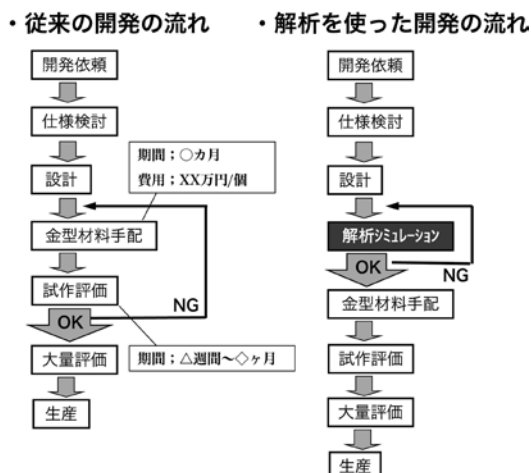 ・従来の開発の流れ
開発依頼
仕様検討
設計
期間；○カ月
費用；XX万円/個
金型材料手配
試作評価
NG
OK
期間；△週間～◇ヶ月
大量評価
生産
・解析を使った開発の流れ
開発依頼
仕様検討
設計
解析シミュレーション
OK
NG
金型材料手配
試作評価
大量評価
生産